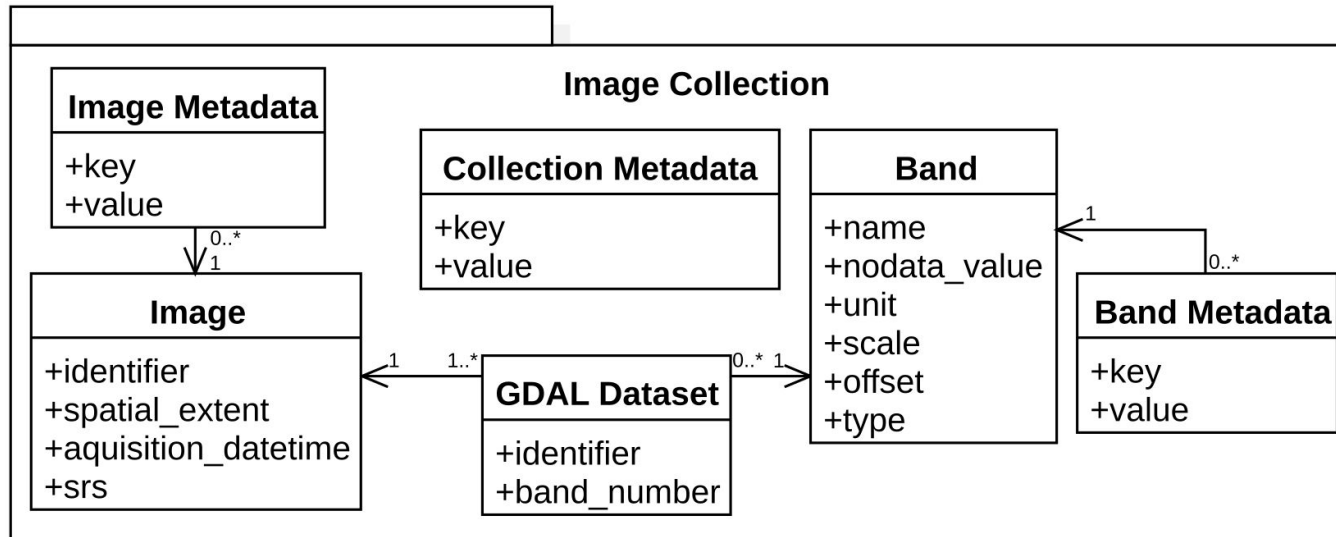 Image Collection
Image Metadata
+key
+value
0..*
1
Image
+identifier
+spatial_extent
+aquisition_datetime
+srs
Collection Metadata
+key
+value
1
1..*
GDAL Dataset
+identifier
+band_number
0..*
1
Band
+name
+nodata_value
+unit
+scale
+offset
+type
1
0..*
Band Metadata
+key
+value